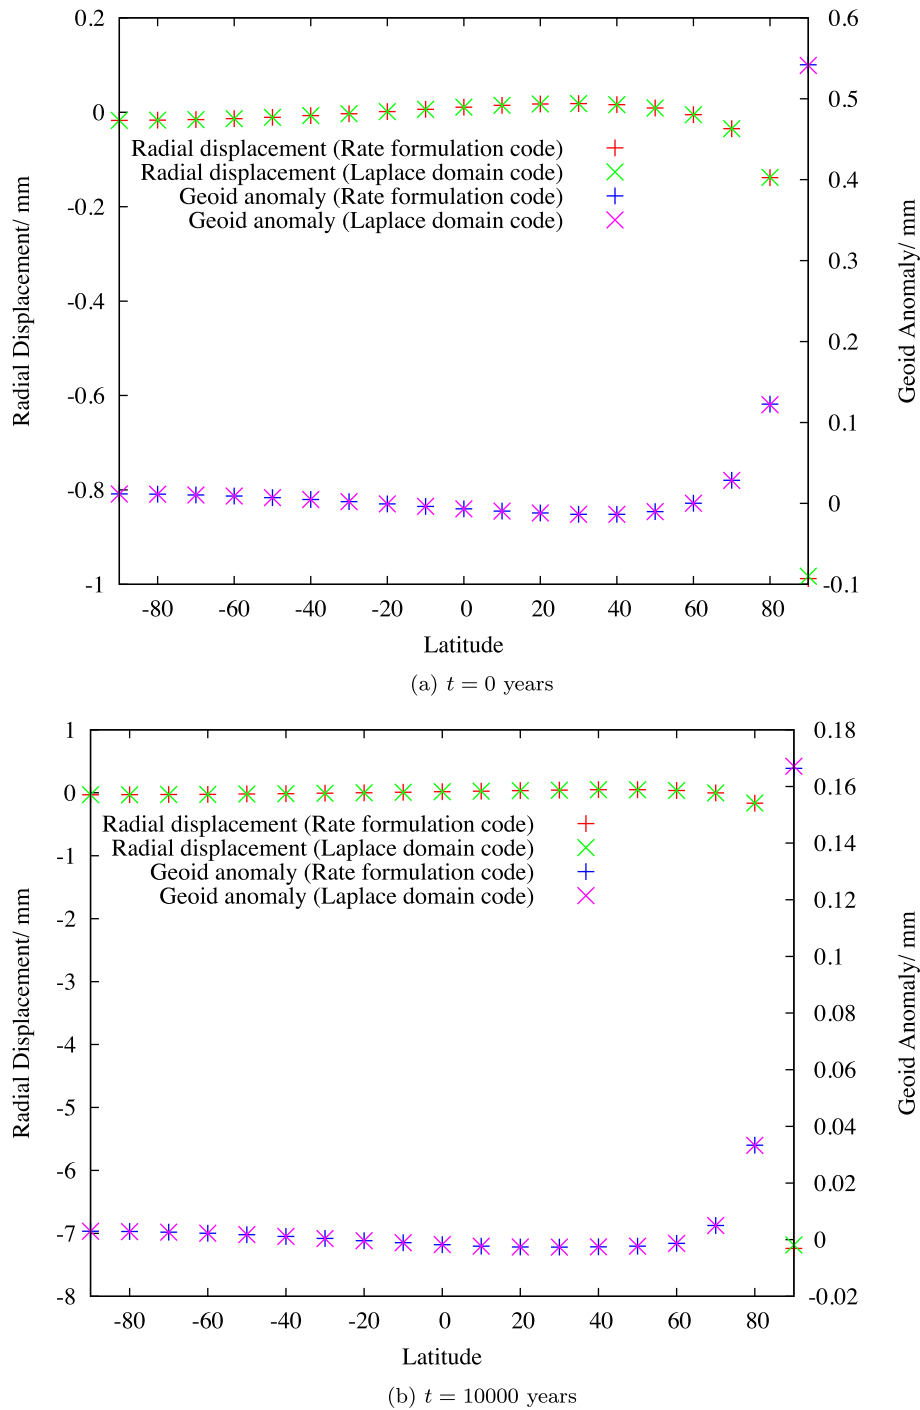 0.2
0
-0.2
-0.4
-0.6
-0.8
-1
0.6
0.5
0.4
0.3
0.2
0.1
0
-0.1
Radial Displacement/ mm
Geoid Anomaly/ mm
Radial displacement (Rate formulation code)
Radial displacement (Laplace domain code)
Geoid anomaly (Rate formulation code)
Geoid anomaly (Laplace domain code)
-80 -60 -40 -20 0 20 40 60 80
Latitude
(a) t = 0 years
1
0
-1
-2
-3
-4
-5
-6
-7
-8
0.18
0.16
0.14
0.12
0.1
0.08
0.06
0.04
0.02
0
-0.02
Radial Displacement/ mm
Geoid Anomaly/ mm
Radial displacement (Rate formulation code)
Radial displacement (Laplace domain code)
Geoid anomaly (Rate formulation code)
Geoid anomaly (Laplace domain code)
-80 -60 -40 -20 0 20 40 60 80
Latitude
(b) t = 10000 years